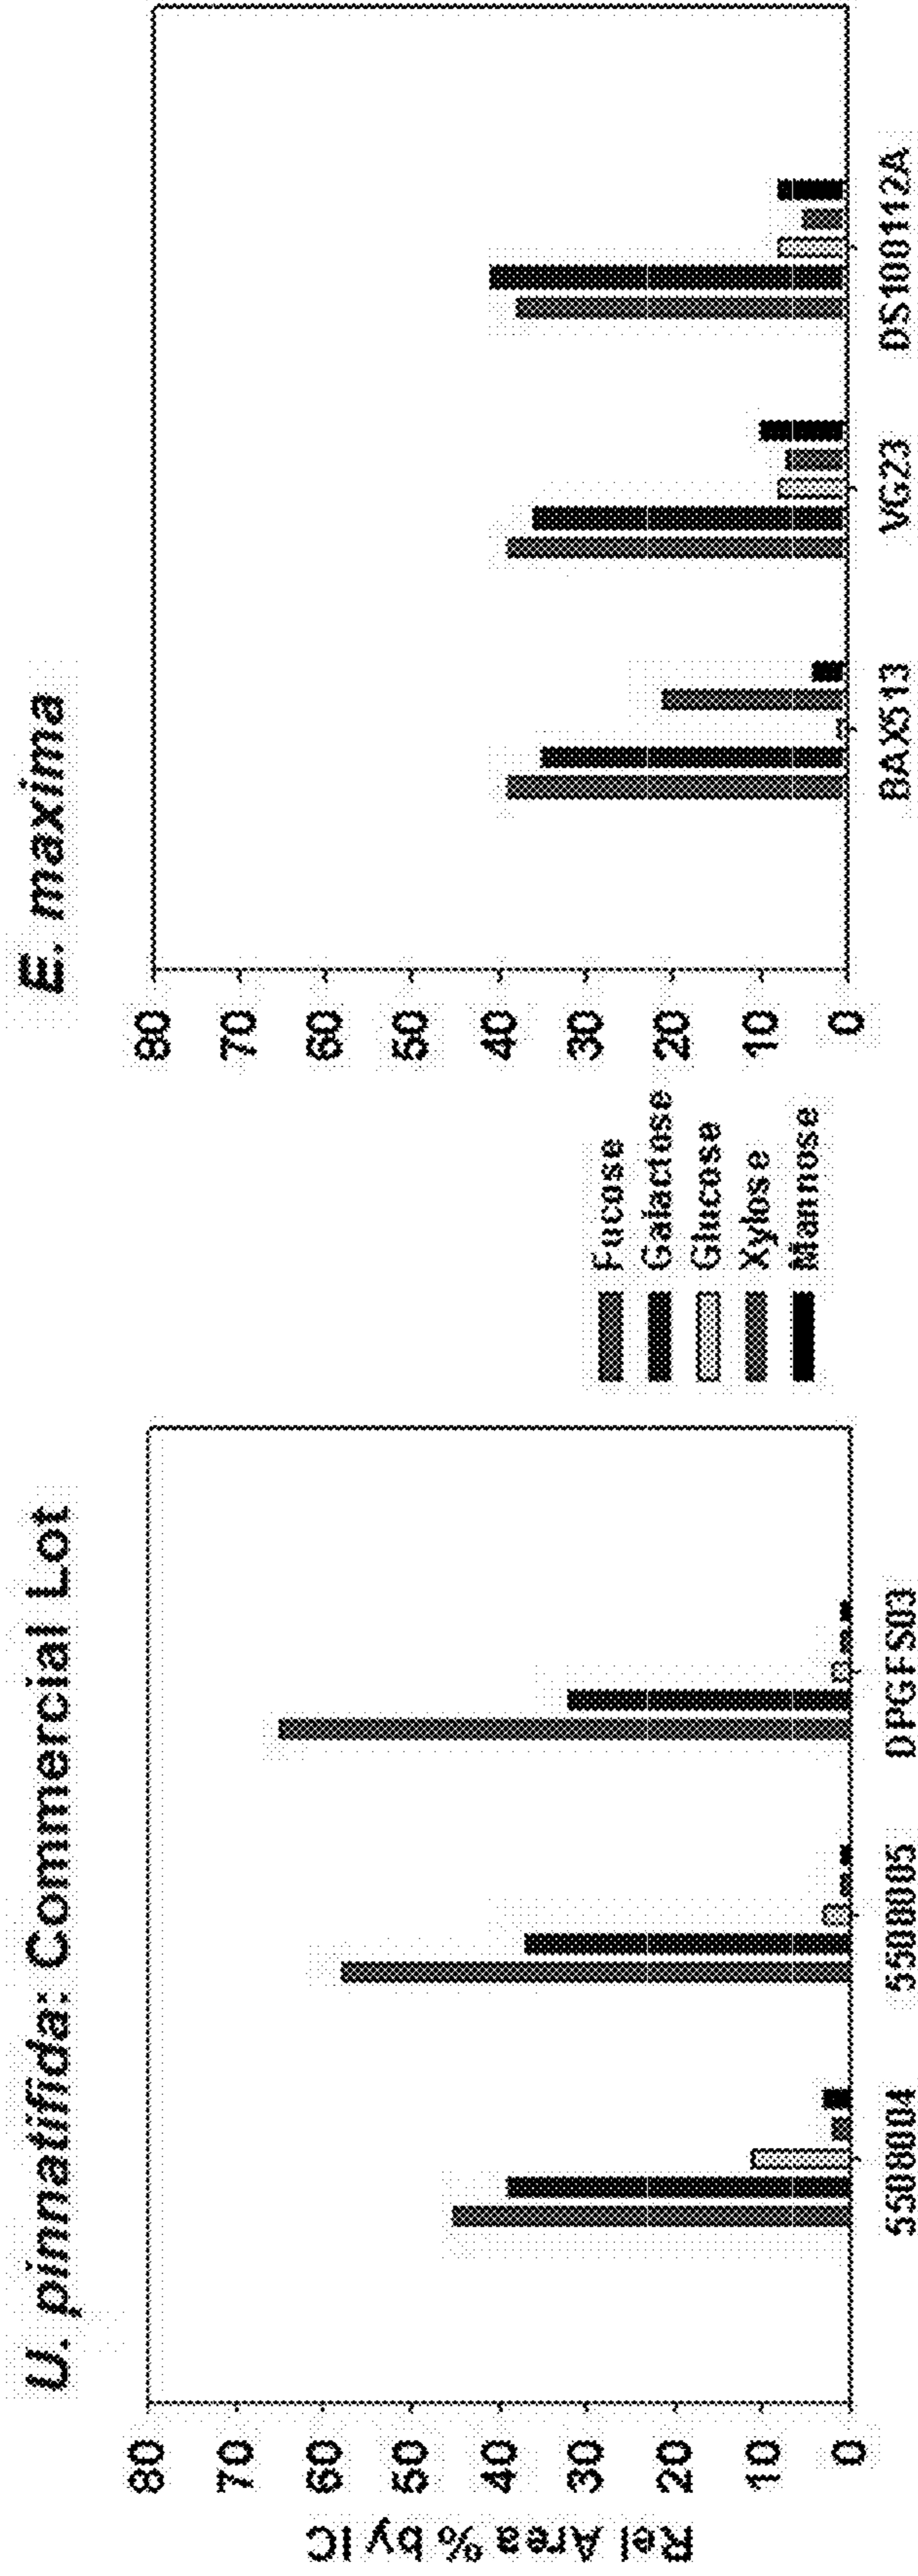 U. pinnatifida: Commercial Lot
Rel Area % by IC
80
70
60
50
40
30
20
10
0
5508004
5500005
DPGFS03
Fucose
Galactose
Glucose
Xylose
Mannose
E. maxima
80
70
60
50
40
30
20
10
0
BAX513
VG23
DS100112A